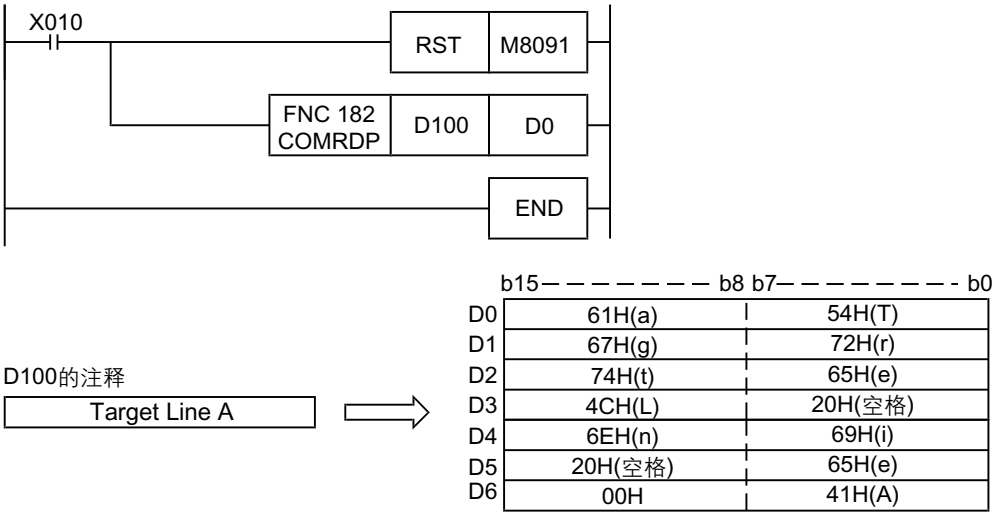 X010
RST M8091
FNC 182
COMRDP D100 D0
END
b15 b8 b7 b0
D0 61H(a) 54H(T)
D1 67H(g) 72H(r)
D2 74H(t) 65H(e)
D100的注释
D3 4CH(L) 20H(空格)
Target Line A
D4 6EH(n) 69H(i)
D5 20H(空格) 65H(e)
D6 00H 41H(A)